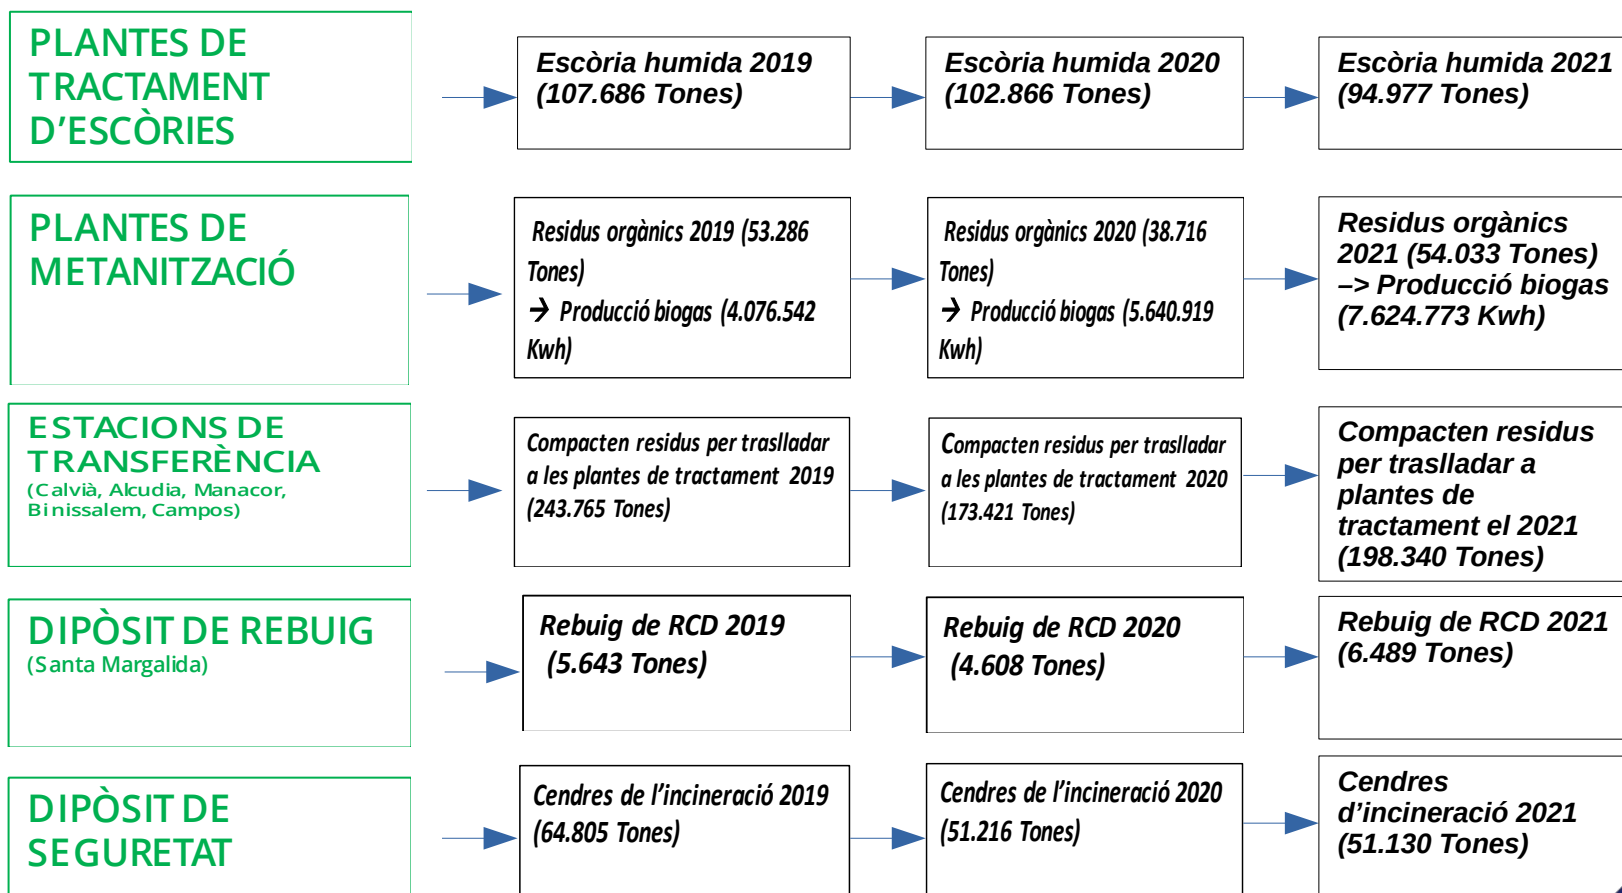 PLANTES DE
TRACTAMENT
D’ESCÒRIES
Escòria humida 2019
(107.686 Tones)
Escòria humida 2020
(102.866 Tones)
Escòria humida 2021
(94.977 Tones)
PLANTES DE
METANITZACIÓ
Residus orgànics 2019 (53.286
Tones)
→ Producció biogas (4.076.542
Kwh)
Residus orgànics 2020 (38.716
Tones)
→ Producció biogas (5.640.919
Kwh)
Residus orgànics
2021 (54.033 Tones)
–> Producció biogas
(7.624.773 Kwh)
ESTACIONS DE
TRANSFERÈNCIA
(Calvià, Alcudia, Manacor,
Binissalem, Campos)
Compacten residus per traslladar
a les plantes de tractament 2019
(243.765 Tones)
Compacten residus per traslladar
a les plantes de tractament 2020
(173.421 Tones)
Compacten residus
per traslladar a
plantes de
tractament el 2021
(198.340 Tones)
DIPÒSIT DE REBUIG
(Santa Margalida)
Rebuig de RCD 2019
(5.643 Tones)
Rebuig de RCD 2020
(4.608 Tones)
Rebuig de RCD 2021
(6.489 Tones)
DIPÒSIT DE
SEGURETAT
Cendres de l’incineració 2019
(64.805 Tones)
Cendres de l’incineració 2020
(51.216 Tones)
Cendres
d’incineració 2021
(51.130 Tones)